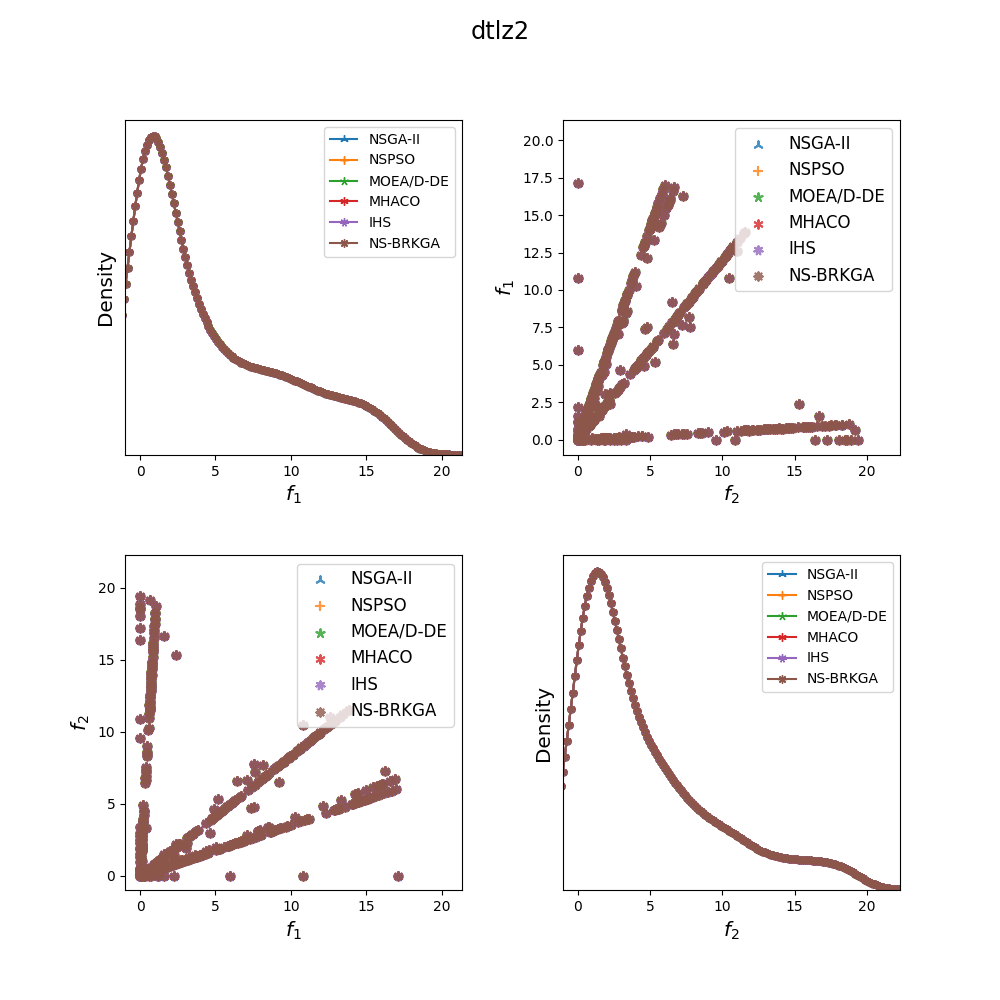 dtlz2
Density
NSGA-II
NSPSO
MOEA/D-DE
MHACO
IHS
NS-BRKGA
0 5 10 15 20
f₁
f₁
20.0
17.5
15.0
12.5
10.0
7.5
5.0
2.5
0.0
NSGA-II
NSPSO
MOEA/D-DE
MHACO
IHS
NS-BRKGA
0 5 10 15 20
f₂
f₂
20
15
10
5
0
NSGA-II
NSPSO
MOEA/D-DE
MHACO
IHS
NS-BRKGA
0 5 10 15 20
f₁
Density
NSGA-II
NSPSO
MOEA/D-DE
MHACO
IHS
NS-BRKGA
0 5 10 15 20
f₂